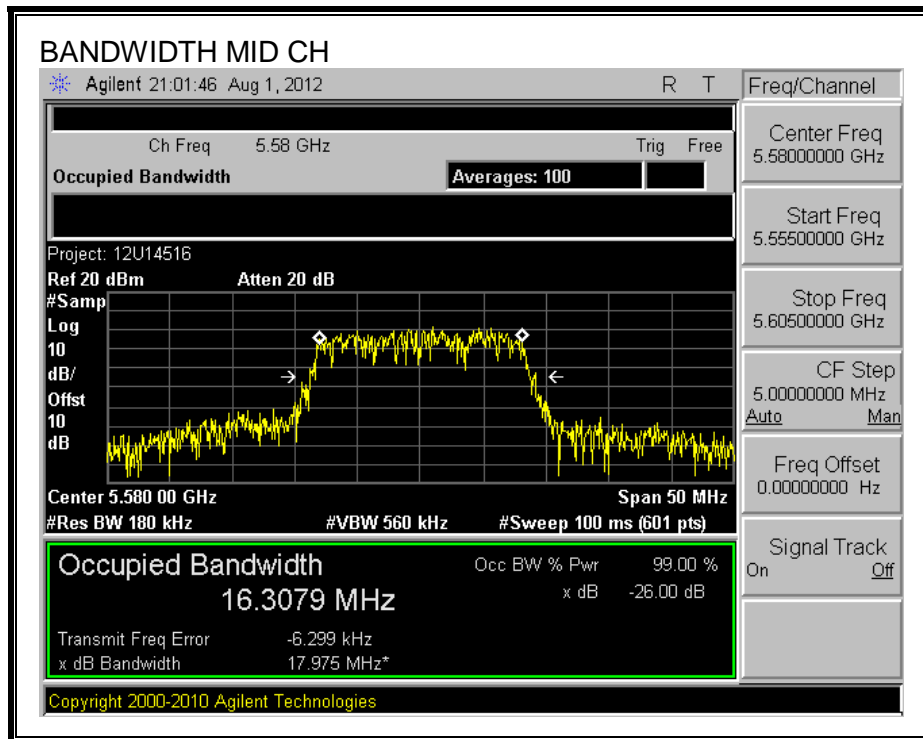 BANDWIDTH MID CH
Agilent 21:01:46 Aug 1, 2012 R T
Ch Freq 5.58 GHz Trig Free
Occupied Bandwidth Averages: 100
Project: 12U14516
Ref 20 dBm Atten 20 dB
#Samp
Log
10
dB/
Offst
10
dB
Center 5.580 00 GHz Span 50 MHz
#Res BW 180 kHz #VBW 560 kHz #Sweep 100 ms (601 pts)
Occupied Bandwidth Occ BW % Pwr 99.00 %
16.3079 MHz x dB -26.00 dB
Transmit Freq Error -6.299 kHz
x dB Bandwidth 17.975 MHz*
Copyright 2000-2010 Agilent Technologies
Freq/Channel
Center Freq
5.58000000 GHz
Start Freq
5.55500000 GHz
Stop Freq
5.60500000 GHz
CF Step
5.00000000 MHz
Auto Man
Freq Offset
0.00000000 Hz
Signal Track
On Off